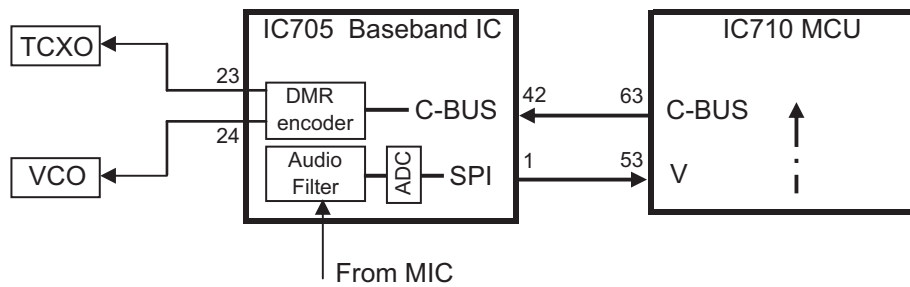 IC705 Baseband IC
IC710 MCU
TCXO
23
DMR
encoder
C-BUS
42
63
C-BUS
24
VCO
Audio
Filter
ADC
SPI
1
53
V
From MIC